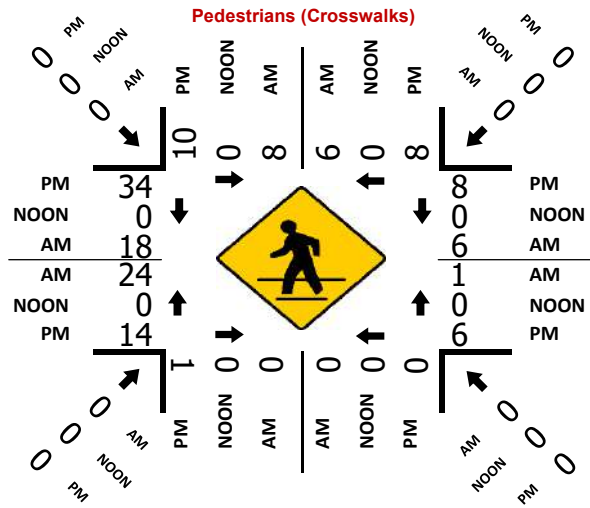 Pedestrians (Crosswalks)
0 PM
0 NOON
0 AM
PM NOON AM AM NOON PM
10 0 8 6 0 8
PM 0
NOON 0
AM 0
PM 34 8 PM
NOON 0 0 NOON
AM 18 6 AM
AM 24 1 AM
NOON 0 0 NOON
PM 14 6 PM
1 0 0 0 0 0
PM NOON AM AM NOON PM
0 AM
0 NOON
0 PM
AM 0
NOON 0
PM 0